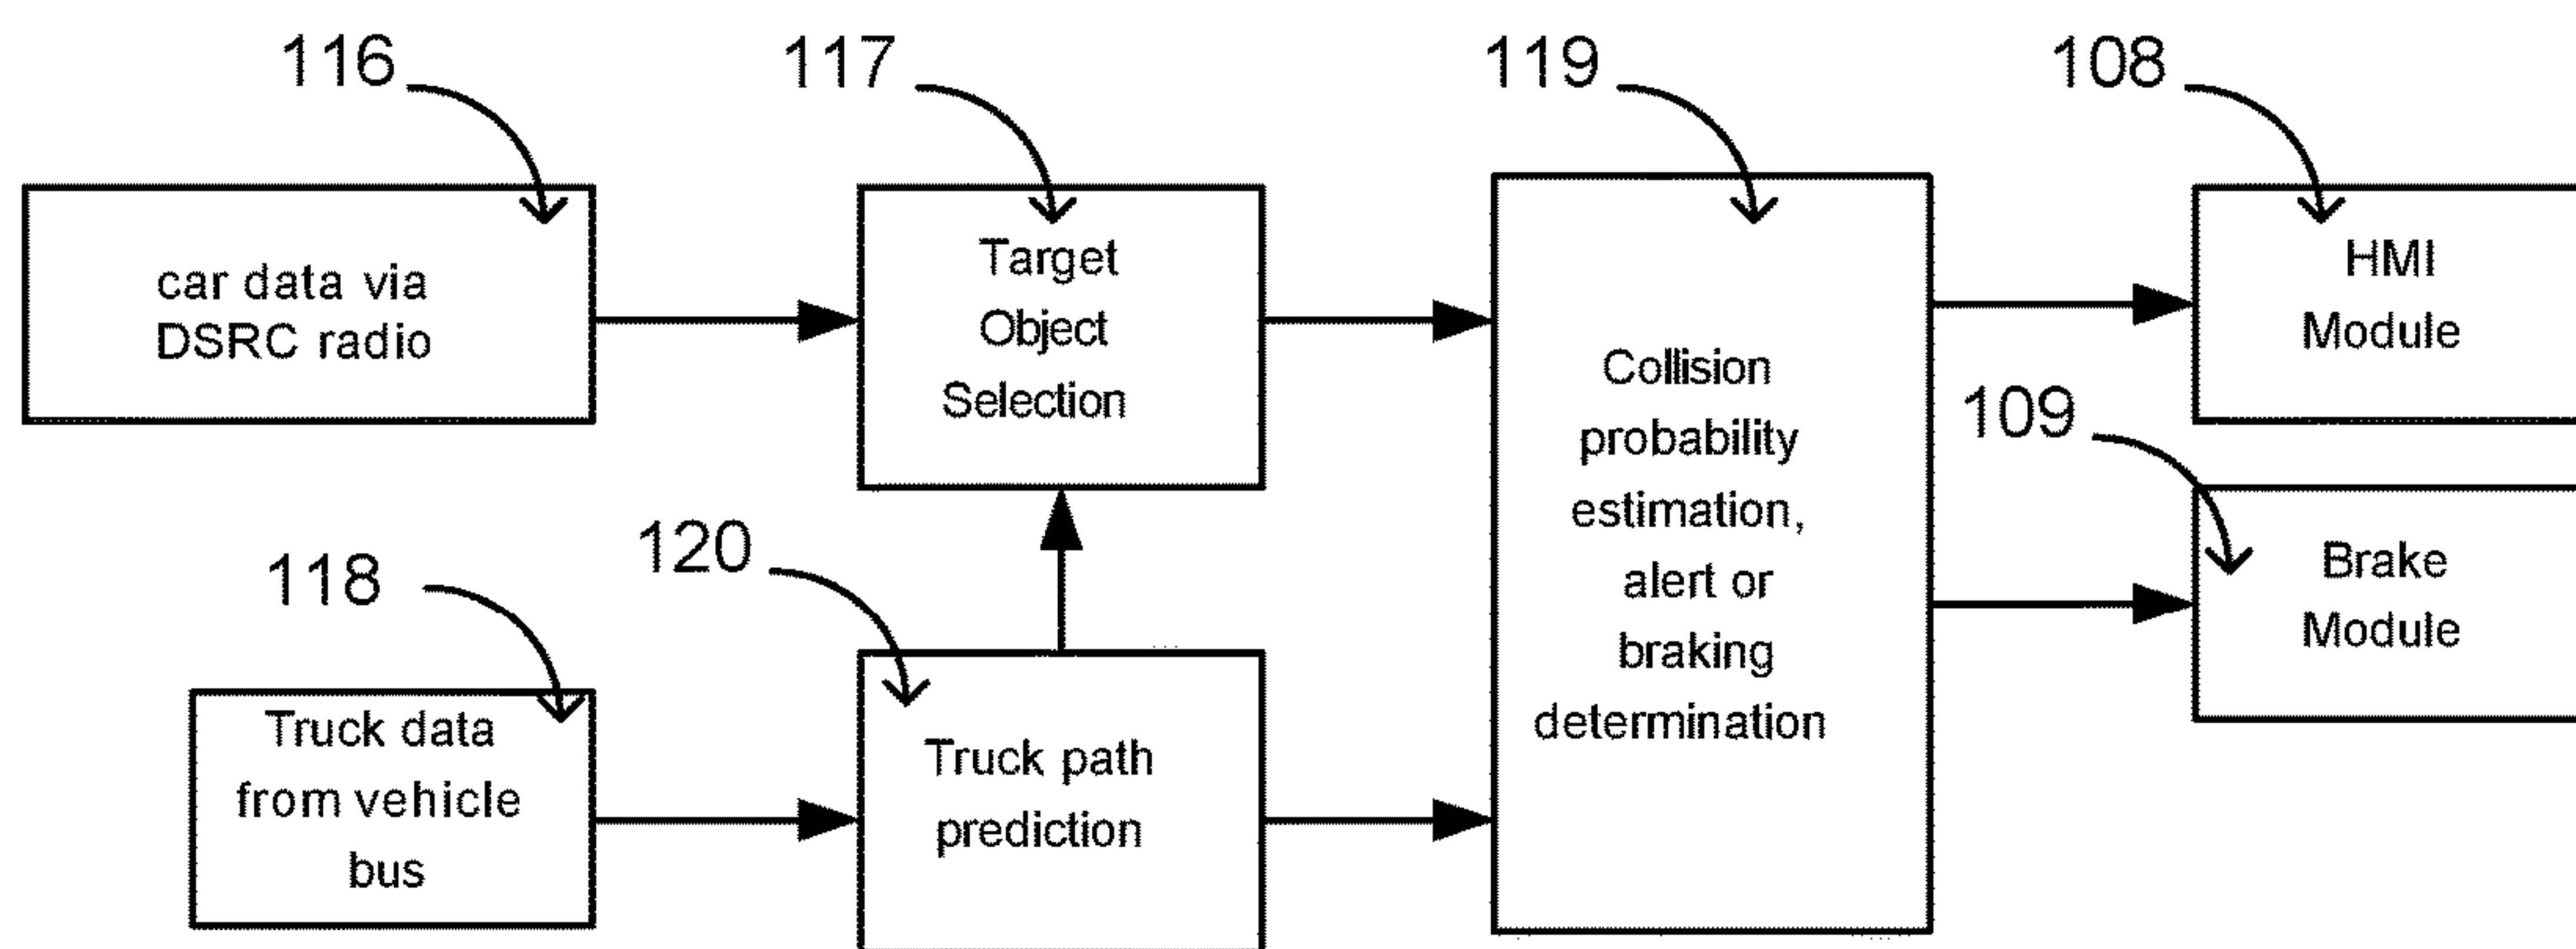 116
117
119
108
car data via
DSRC radio
Target
Object
Selection
Collision
probability
estimation,
alert or
braking
determination
HMI
Module
109
Brake
Module
118
120
Truck data
from vehicle
bus
Truck path
prediction